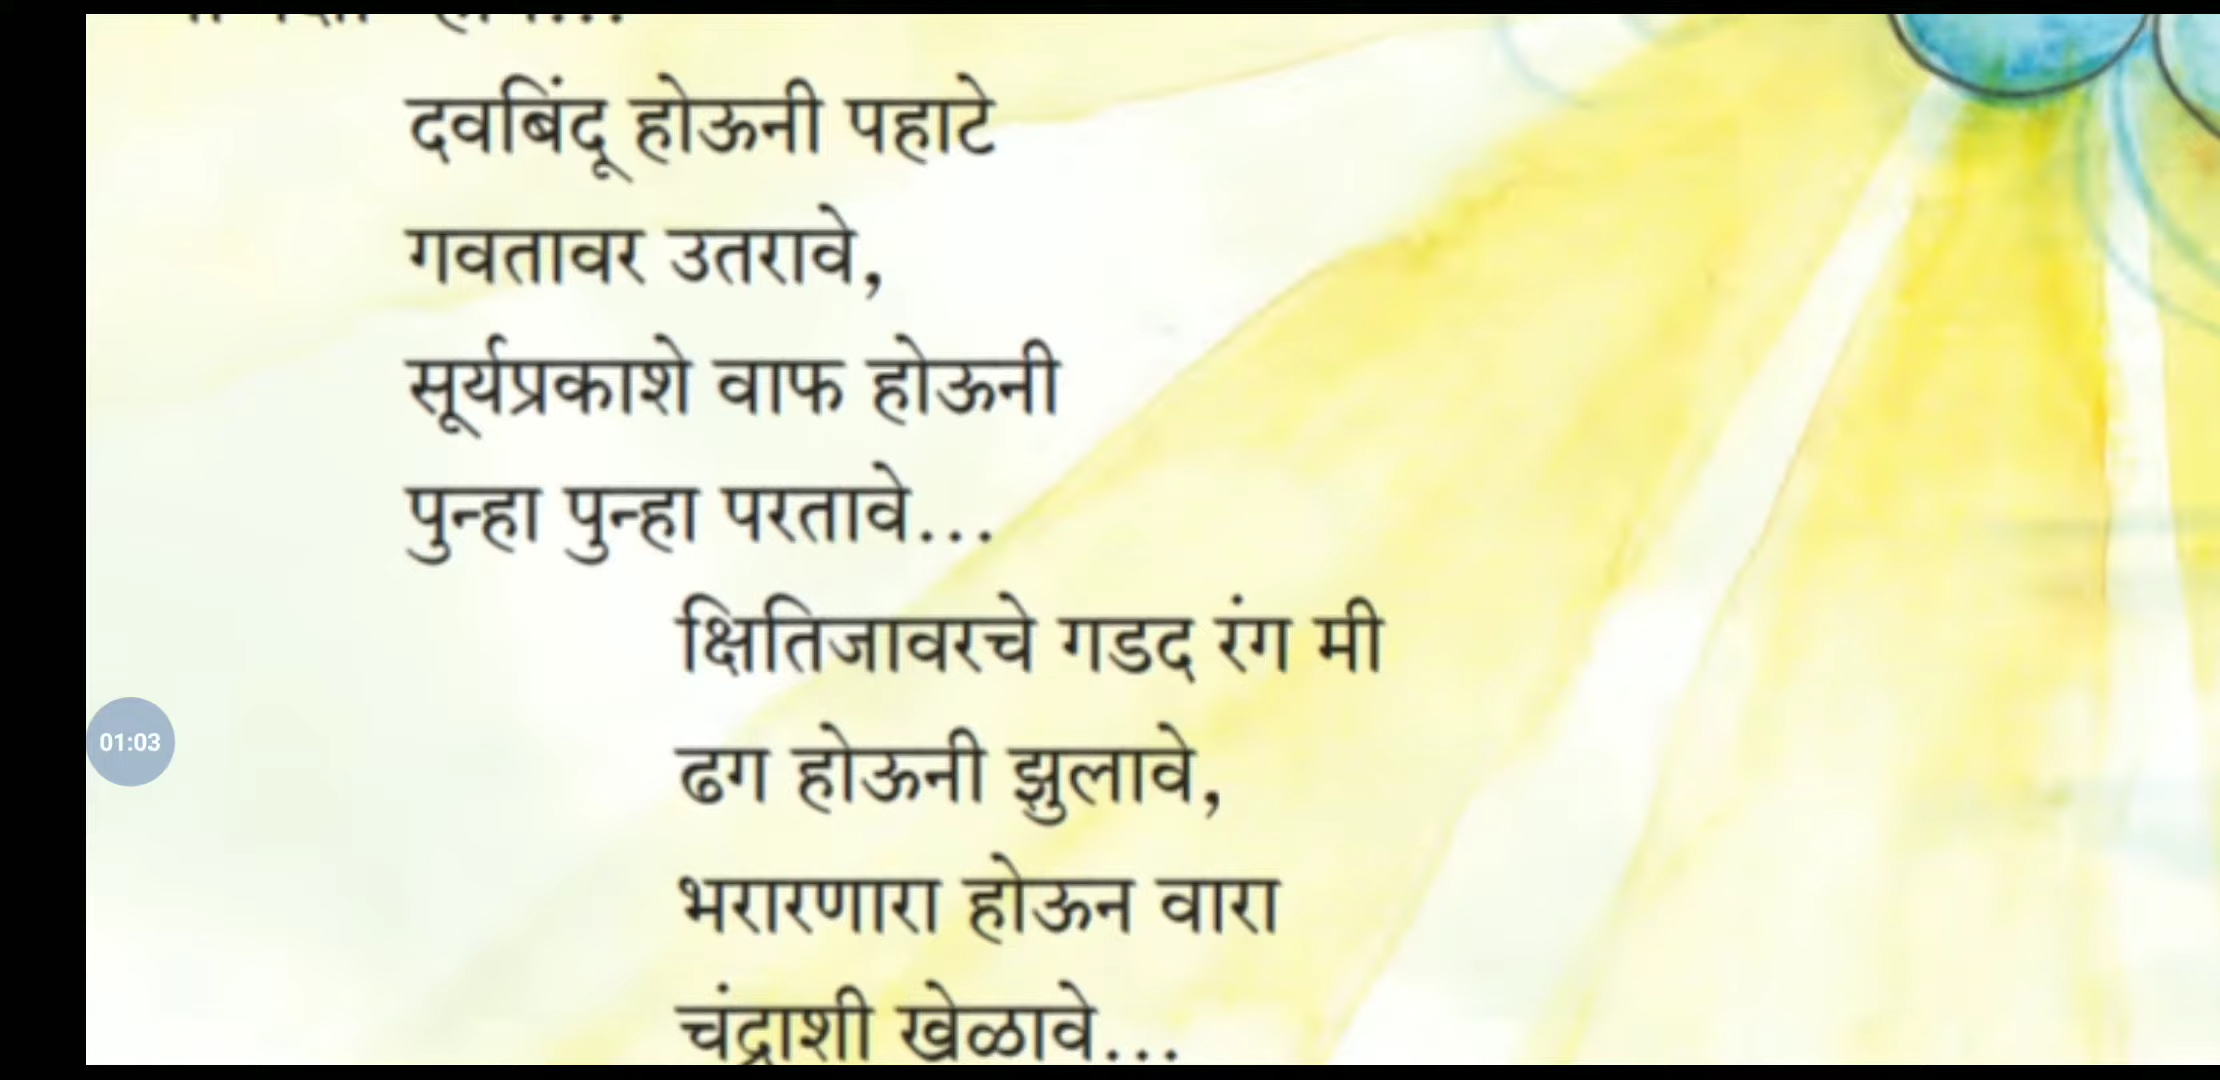 दवबिंदू होऊनी पहाटे
गवतावर उतरावे,
सूर्यप्रकाशे वाफ होऊनी
पुन्हा पुन्हा परतावे...
क्षितिजावरचे गडद रंग मी
ढग होऊनी झुलावे,
01:03
भरारणारा होऊन वारा
चंद्राशी खेळावे...